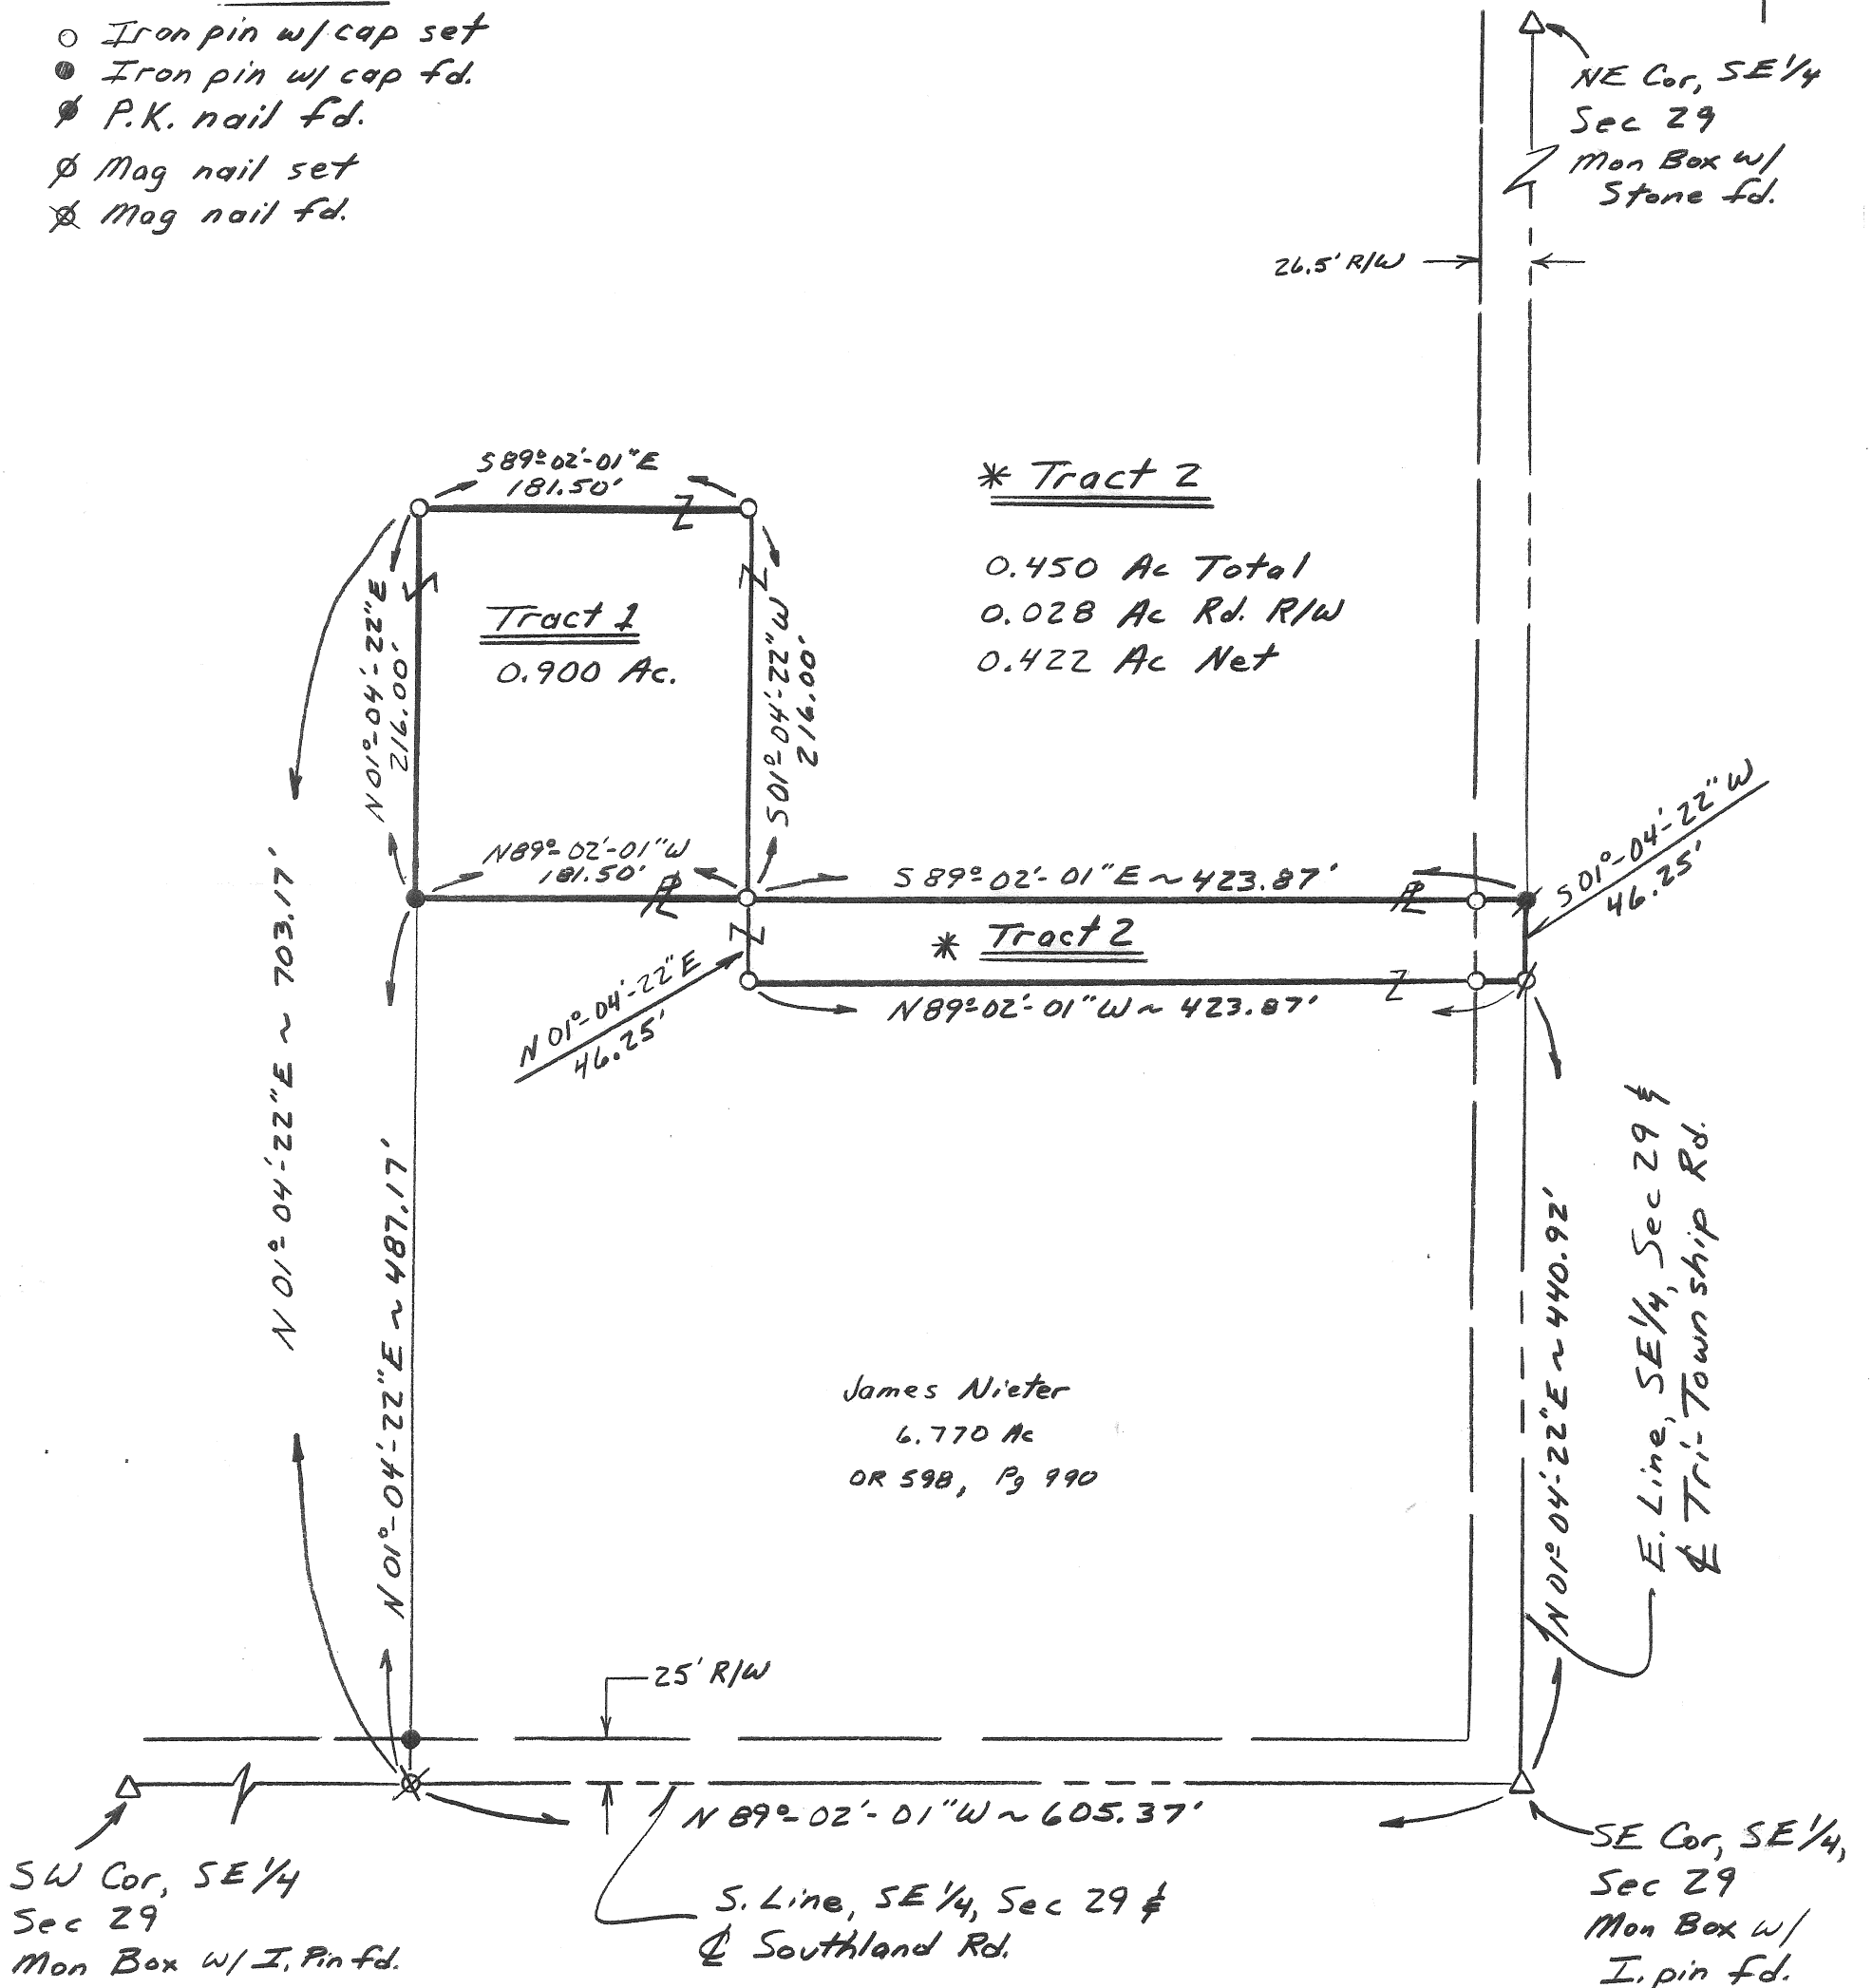 Iron pin w/ cap set
Iron pin w/ cap fd.
P.K. nail fd.
Mag nail set
Mag nail fd.
NE Cor, SE 1/4
Sec 29
Mon Box w/
Stone fd.
26.5' R/W
S 89°-02'-01" E
181.50'
* Tract 2
0.450 Ac Total
0.028 Ac Rd. R/W
0.422 Ac Net
Tract 1
0.900 Ac.
N 01°-04'-22" E
216.00'
S 01°-04'-22" W
216.00'
N 89°-02'-01" W
181.50'
S 89°-02'-01" E ~ 423.87'
S 01°-04'-22" W
46.25'
* Tract 2
N 01°-04'-22" E
46.25'
N 89°-02'-01" W ~ 423.87'
N 01°-04'-22" E ~ 703.17'
N 01°-04'-22" E ~ 487.17'
N 01°-04'-22" E ~ 440.92'
E. Line, SE 1/4, Sec 29 &
℄ Tri-Township Rd.
James Nieter
6.770 Ac
OR 598, Pg 990
25' R/W
N 89°-02'-01" W ~ 605.37'
SW Cor, SE 1/4
Sec 29
Mon Box w/ I. Pin fd.
S. Line, SE 1/4, Sec 29 &
℄ Southland Rd.
SE Cor, SE 1/4,
Sec 29
Mon Box w/
I. pin fd.